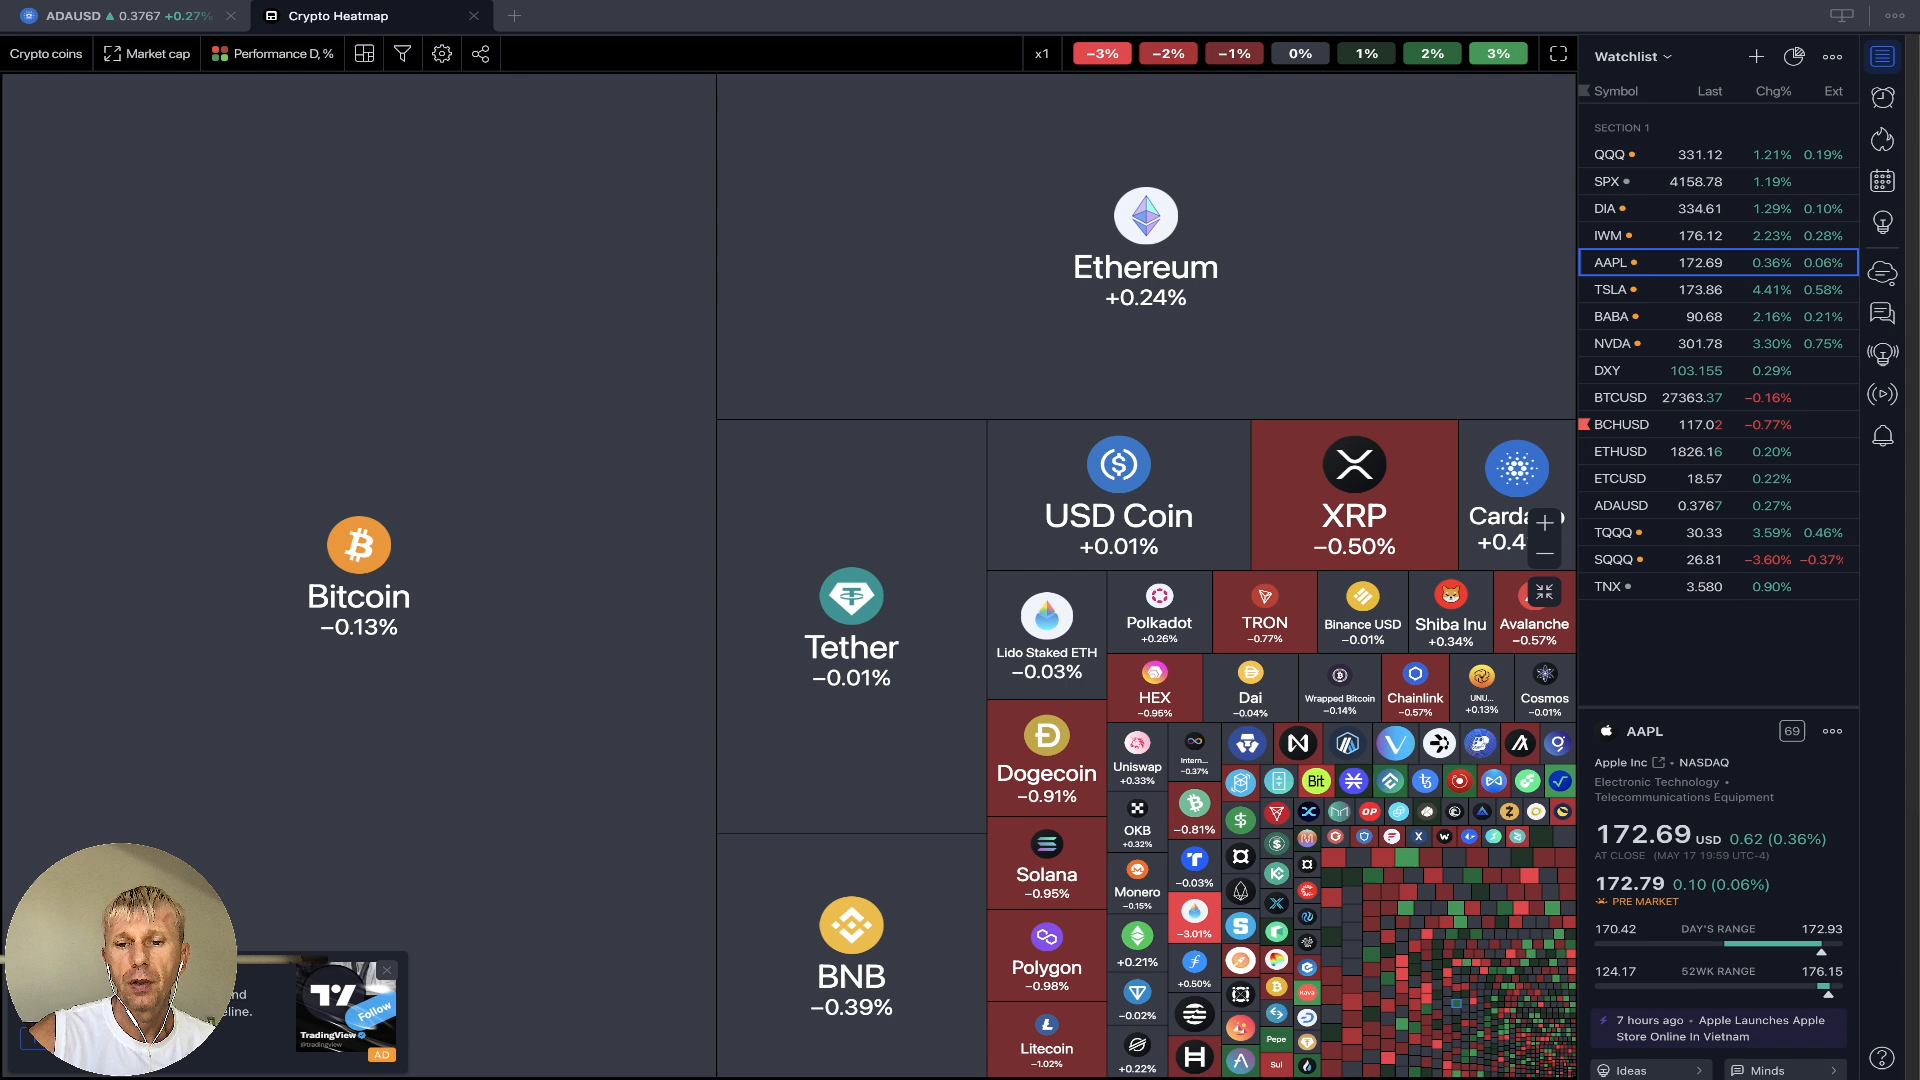 ADAUSD ▲ 0.3767 +0.27%
Crypto Heatmap
Crypto coins
Market cap
Performance D, %
x1
−3%
−2%
−1%
0%
1%
2%
3%
Bitcoin
−0.13%
Ethereum
+0.24%
Tether
−0.01%
BNB
−0.39%
USD Coin
+0.01%
XRP
−0.50%
Lido Staked ETH
−0.03%
Dogecoin
−0.91%
Solana
−0.95%
Polygon
−0.98%
Litecoin
−1.02%
Polkadot
+0.26%
TRON
−0.77%
Binance USD
−0.01%
Shiba Inu
+0.34%
Avalanche
−0.57%
HEX
−0.95%
Dai
−0.04%
Wrapped Bitcoin
−0.14%
Chainlink
−0.57%
UNU...
+0.13%
Cosmos
−0.01%
Uniswap
+0.33%
OKB
+0.32%
Monero
−0.15%
+0.21%
−0.02%
+0.22%
Intern...
−0.37%
−0.81%
−0.03%
−3.01%
+0.50%
Bit
OP
Kava
Pepe
Sui
TradingView
@tradingview
Follow
AD
Watchlist
Symbol Last Chg% Ext
SECTION 1
QQQ 331.12 1.21% 0.19%
SPX 4158.78 1.19%
DIA 334.61 1.29% 0.10%
IWM 176.12 2.23% 0.28%
AAPL 172.69 0.36% 0.06%
TSLA 173.86 4.41% 0.58%
BABA 90.68 2.16% 0.21%
NVDA 301.78 3.30% 0.75%
DXY 103.155 0.29%
BTCUSD 27363.37 −0.16%
BCHUSD 117.02 −0.77%
ETHUSD 1826.16 0.20%
ETCUSD 18.57 0.22%
ADAUSD 0.3767 0.27%
TQQQ 30.33 3.59% 0.46%
SQQQ 26.81 −3.60% −0.37%
TNX 3.580 0.90%
AAPL
69
Apple Inc • NASDAQ
Electronic Technology •
Telecommunications Equipment
172.69 USD 0.62 (0.36%)
AT CLOSE (MAY 17 19:59 UTC-4)
172.79 0.10 (0.06%)
PRE MARKET
170.42 DAY'S RANGE 172.93
124.17 52WK RANGE 176.15
7 hours ago • Apple Launches Apple
Store Online In Vietnam
Ideas
Minds